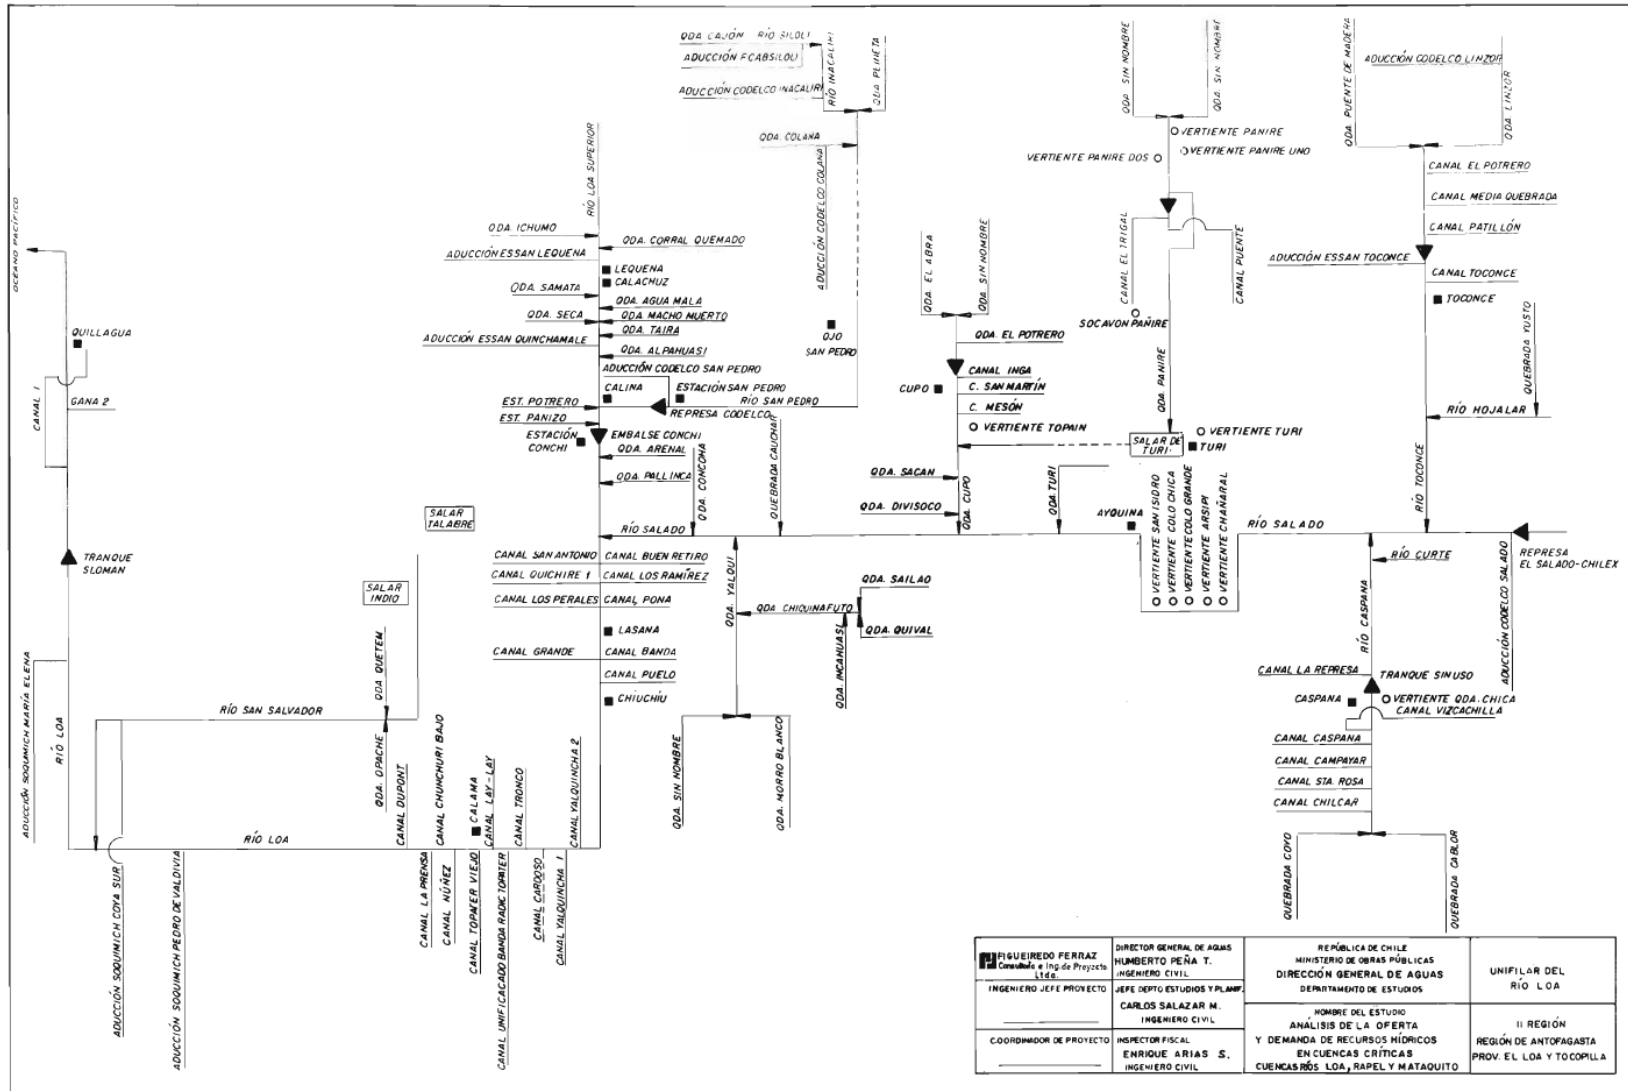 OCÉANO PACÍFICO
QUILLAGUA
CANAL 1
GANA 2
TRANQUE
SLOMAN
ADUCCIÓN SOQUIMICH MARÍA ELENA
RÍO LOA
RÍO SAN SALVADOR
QDA. QUETEM
QDA. OPACHE
SALAR
INDIO
SALAR
TALABRE
RÍO LOA
ADUCCIÓN SOQUIMICH COYA SUR
ADUCCIÓN SOQUIMICH PEDRO DE VALDIVIA
CANAL DUPONT
CANAL LA PRENSA
CANAL CHUNCHURI BAJO
CANAL NÚÑEZ
CALAMA
CANAL TOPATER VIEJO
CANAL LAY-LAY
CANAL UNIFICACADO BANDA RADIC TOPATER
CANAL TRONCO
CANAL CARDOSO
CANAL YALQUINCHA 1
CANAL YALQUINCHA 2
RÍO LOA SUPERIOR
QDA. ICHUMO
QDA. CORRAL QUEMADO
ADUCCIÓN ESSAN LEQUENA
LEQUENA
CALACHUZ
QDA. SAMATA
QDA. AGUA MALA
QDA. SECA
QDA. MACHO MUERTO
QDA. TAIRA
ADUCCIÓN ESSAN QUINCHAMALE
QDA. ALPAHUASI
ADUCCIÓN CODELCO SAN PEDRO
CALINA
ESTACIÓN SAN PEDRO
EST. POTRERO
RÍO SAN PEDRO
REPRESA CODELCO
EST. PANIZO
ESTACIÓN
CONCHI
EMBALSE CONCHI
QDA. ARENAL
QDA. PALLINCA
QDA. CONCOHA
QUEBRADA CAUCHAR
RÍO SALADO
CANAL SAN ANTONIO
CANAL BUEN RETIRO
CANAL QUICHIRE 1
CANAL LOS RAMÍREZ
CANAL LOS PERALES
CANAL PONA
LASANA
CANAL GRANDE
CANAL BANDA
CANAL PUELO
CHIUCHIU
QDA CAJÓN
RÍO SILOLI
ADUCCIÓN FCABSILOLI
ADUCCIÓN CODELCO INACALIRI
RÍO INACALIRI
QDA. COLANA
ADUCCIÓN CODELCO COLANA
OJO
SAN PEDRO
QDA. YALQUI
QDA CHIQUINAFUTO
QDA. SAILAO
QDA. QUIVAL
QDA. INCAHUASI
QDA. SIN NOMBRE
QDA. MORRO BLANCO
QDA. EL ABRA
QDA. SIN NOMBRE
QDA. EL POTRERO
CANAL INGA
CUPO
C. SAN MARTÍN
C. MESÓN
VERTIENTE TOPAIN
QDA. SACAN
QDA. DIVISOCO
QDA. CUPO
QDA. TURI
QDA SIN NOMBRE
QDA. SIN NOMBRE
VERTIENTE PANIRE
VERTIENTE PANIRE DOS
VERTIENTE PANIRE UNO
CANAL EL TRIGAL
CANAL PUENTE
SOCAVON PAÑIRE
QDA. PANIRE
SALAR DE
TURI
VERTIENTE TURI
TURI
AYQUINA
VERTIENTE SAN ISIDRO
VERTIENTE COLO CHICA
VERTIENTE COLO GRANDE
VERTIENTE ARSIPI
VERTIENTE CHAÑARAL
RÍO SALADO
QDA. PUENTE DE MADERA
ADUCCIÓN CODELCO LINZOR
QDA. LINZOR
CANAL EL POTRERO
CANAL MEDIA QUEBRADA
CANAL PATILLÓN
ADUCCIÓN ESSAN TOCONCE
CANAL TOCONCE
TOCONCE
QUEBRADA YUSTO
RÍO HOJALAR
RÍO TOCONCE
REPRESA
EL SALADO-CHILEX
ADUCCIÓN CODELCO SALADO
RÍO CURTE
RÍO CASPANA
CANAL LA REPRESA
TRANQUE SIN USO
CASPANA
VERTIENTE QDA. CHICA
CANAL VIZCACHILLA
CANAL CASPANA
CANAL CAMPAYAR
CANAL STA. ROSA
CANAL CHILCAR
QUEBRADA COYO
QUEBRADA CABLOR
FIGUEIREDO FERRAZ
Consultoría e Ing. de Proyecto
Ltda.
INGENIERO JEFE PROYECTO
COORDINADOR DE PROYECTO
DIRECTOR GENERAL DE AGUAS
HUMBERTO PEÑA T.
INGENIERO CIVIL
JEFE DEPTO ESTUDIOS Y PLANIF.
CARLOS SALAZAR M.
INGENIERO CIVIL
INSPECTOR FISCAL
ENRIQUE ARIAS S.
INGENIERO CIVIL
REPÚBLICA DE CHILE
MINISTERIO DE OBRAS PÚBLICAS
DIRECCIÓN GENERAL DE AGUAS
DEPARTAMENTO DE ESTUDIOS
NOMBRE DEL ESTUDIO
ANÁLISIS DE LA OFERTA
Y DEMANDA DE RECURSOS HÍDRICOS
EN CUENCAS CRÍTICAS
CUENCAS RÍOS LOA, RAPEL Y MATAQUITO
UNIFILAR DEL
RÍO LOA
II REGIÓN
REGIÓN DE ANTOFAGASTA
PROV. EL LOA Y TOCOPILLA